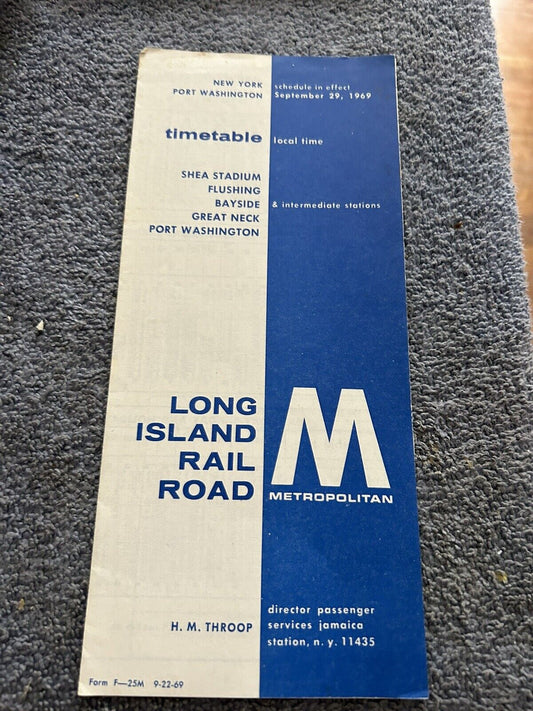 NEW YORK
PORT WASHINGTON
schedule in effect
September 29, 1969
timetable
local time
SHEA STADIUM
FLUSHING
BAYSIDE
GREAT NECK
PORT WASHINGTON
& intermediate stations
LONG
ISLAND
RAIL
ROAD
M
METROPOLITAN
H. M. THROOP
director passenger
services jamaica
station, n. y. 11435
Form F—25M 9-22-69